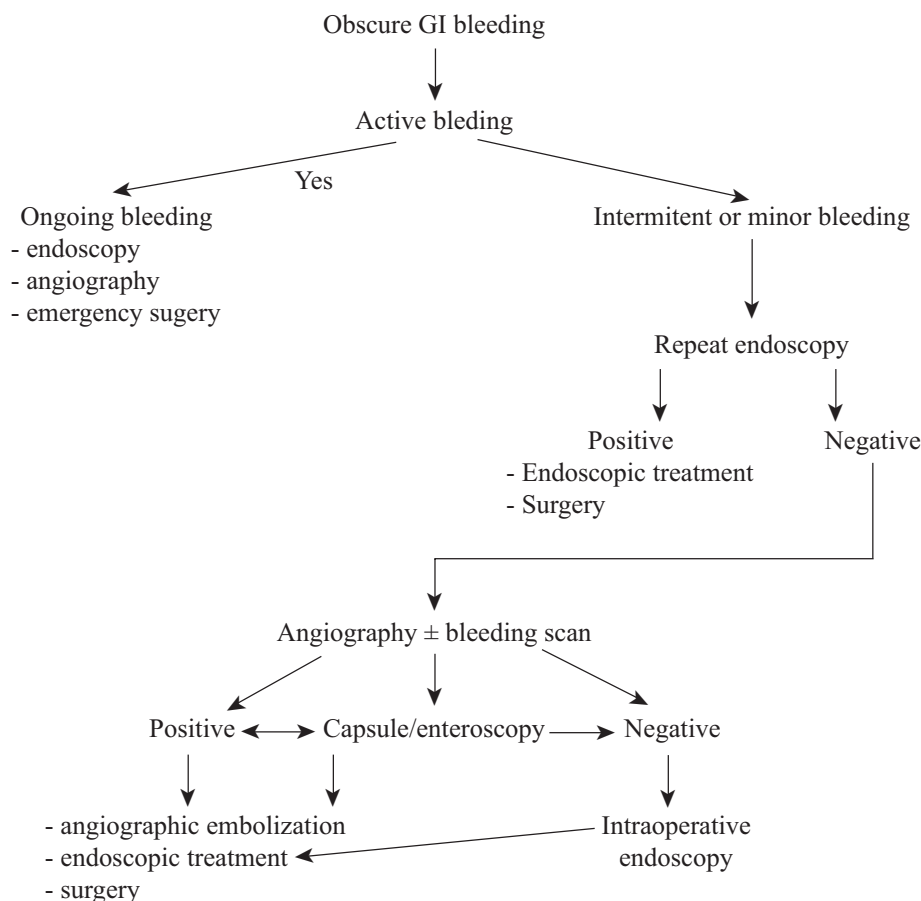 Obscure GI bleeding
Active bleding
Yes
Ongoing bleeding
- endoscopy
- angiography
- emergency sugery
Intermitent or minor bleeding
Repeat endoscopy
Positive
- Endoscopic treatment
- Surgery
Negative
Angiography ± bleeding scan
Positive
Capsule/enteroscopy
Negative
- angiographic embolization
- endoscopic treatment
- surgery
Intraoperative
endoscopy